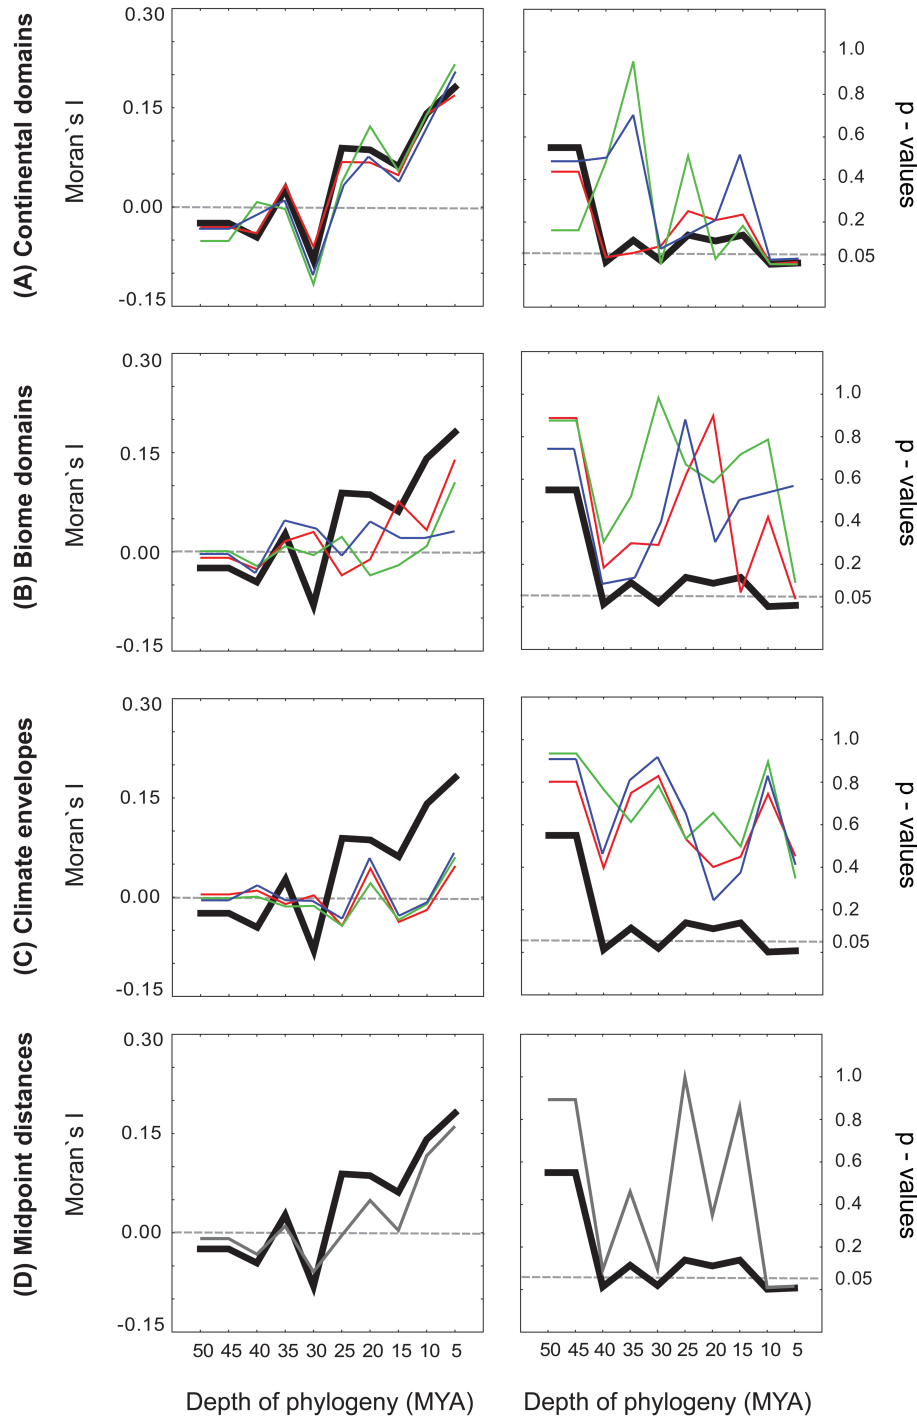 (A) Continental domains
Moran`s I
0.30
0.15
0.00
-0.15
1.0
0.8
0.6
0.4
0.2
0.05
p - values
(B) Biome domains
Moran`s I
0.30
0.15
0.00
-0.15
1.0
0.8
0.6
0.4
0.2
0.05
p - values
(C) Climate envelopes
Moran`s I
0.30
0.15
0.00
-0.15
1.0
0.8
0.6
0.4
0.2
0.05
p - values
(D) Midpoint distances
Moran`s I
0.30
0.15
0.00
-0.15
1.0
0.8
0.6
0.4
0.2
0.05
p - values
50 45 40 35 30 25 20 15 10 5
50 45 40 35 30 25 20 15 10 5
Depth of phylogeny (MYA)
Depth of phylogeny (MYA)